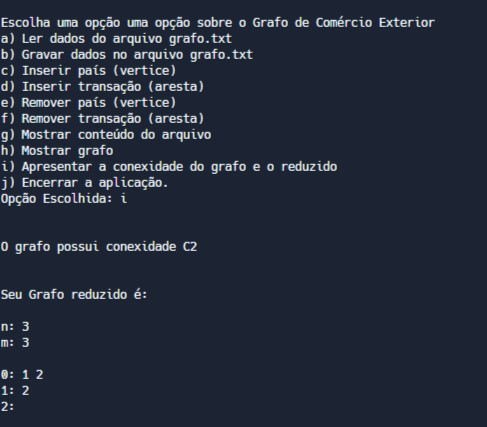 Escolha uma opção uma opção sobre o Grafo de Comércio Exterior
a) Ler dados do arquivo grafo.txt
b) Gravar dados no arquivo grafo.txt
c) Inserir país (vertice)
d) Inserir transação (aresta)
e) Remover país (vertice)
f) Remover transação (aresta)
g) Mostrar conteúdo do arquivo
h) Mostrar grafo
i) Apresentar a conexidade do grafo e o reduzido
j) Encerrar a aplicação.
Opção Escolhida: i
O grafo possui conexidade C2
Seu Grafo reduzido é:
n: 3
m: 3
0: 1 2
1: 2
2: